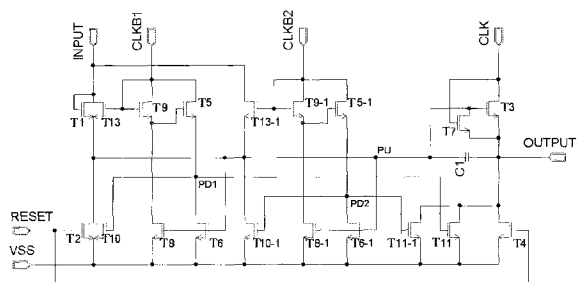 INPUT
CLKB1
CLKB2
CLK
T1
T13
T9
T5
T13-1
T9-1
T5-1
T7
T3
PU
C1
OUTPUT
PD1
PD2
RESET
T2
T10
T8
T6
T10-1
T8-1
T6-1
T11-1
T11
T4
VSS